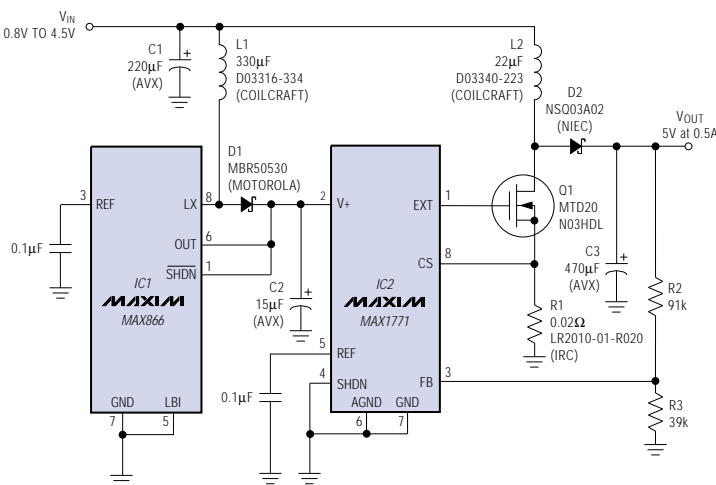 VIN
0.8V TO 4.5V
C1
220µF
(AVX)
L1
330µF
D03316-334
(COILCRAFT)
L2
22µF
D03340-223
(COILCRAFT)
D2
NSQ03A02
(NIEC)
VOUT
5V at 0.5A
D1
MBR50530
(MOTOROLA)
3
REF
LX
8
OUT
6
SHDN
1
0.1µF
IC1
MAXIM
MAX866
GND
LBI
7
5
C2
15µF
(AVX)
2
V+
EXT
1
CS
8
IC2
MAXIM
MAX1771
5
REF
4
SHDN
FB
3
AGND
GND
6
7
0.1µF
Q1
MTD20
N03HDL
C3
470µF
(AVX)
R1
0.02Ω
LR2010-01-R020
(IRC)
R2
91k
R3
39k